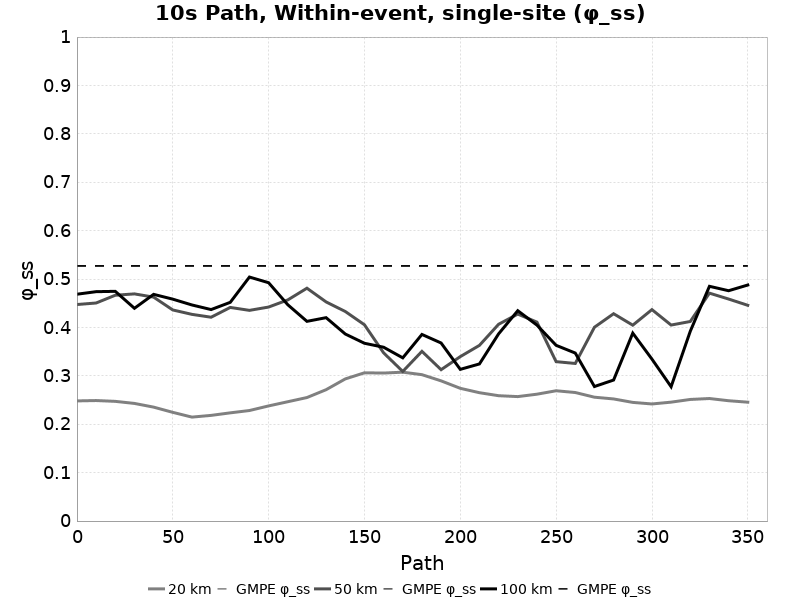 10s Path, Within-event, single-site (φ_ss)
1
0.9
0.8
0.7
0.6
0.5
0.4
0.3
0.2
0.1
0
φ_ss
0 50 100 150 200 250 300 350
Path
20 km GMPE φ_ss 50 km GMPE φ_ss 100 km GMPE φ_ss